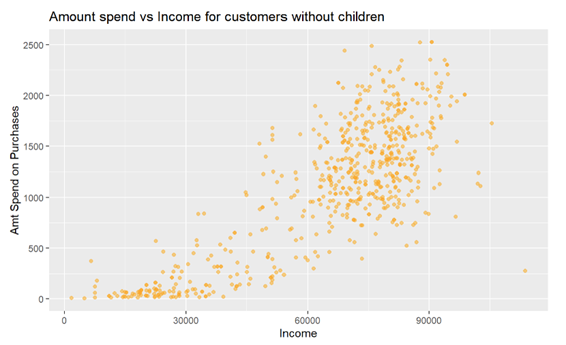 Amount spend vs Income for customers without children
Amt Spend on Purchases
2500
2000
1500
1000
500
0
0 30000 60000 90000
Income